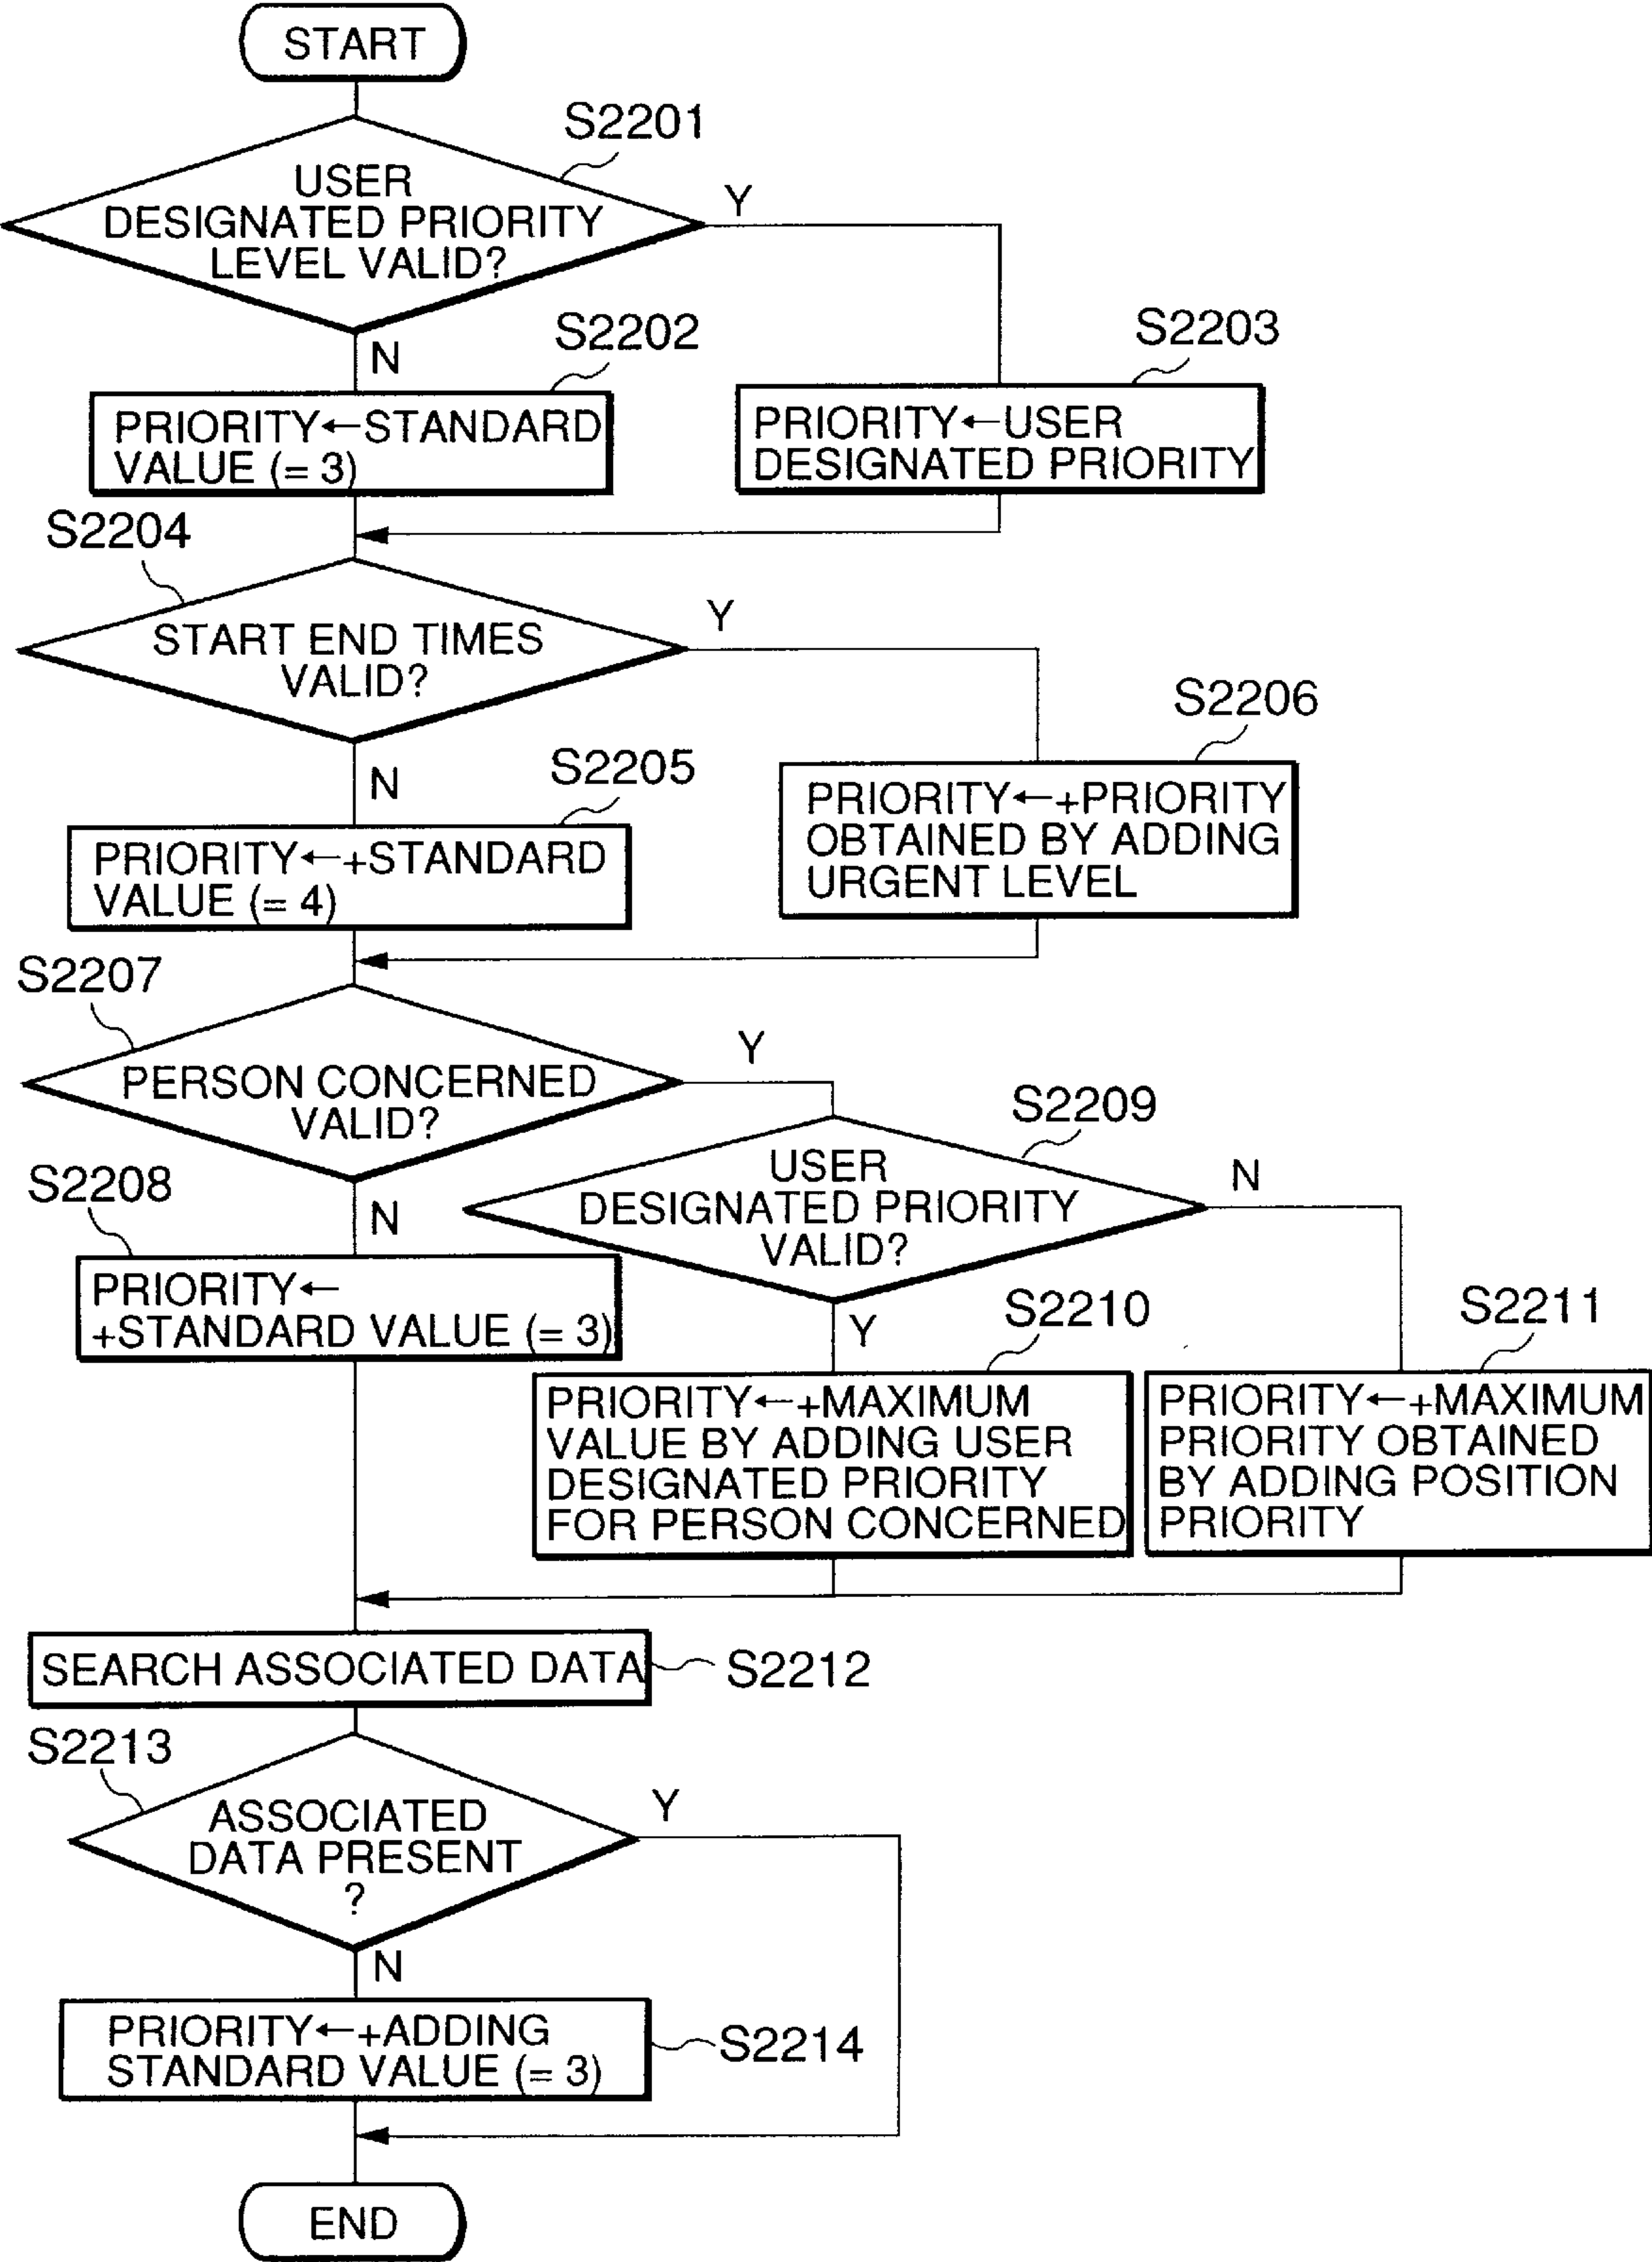 START
S2201
USER
DESIGNATED PRIORITY
LEVEL VALID?
Y
N
S2202
PRIORITY←STANDARD
VALUE (= 3)
S2203
PRIORITY←USER
DESIGNATED PRIORITY
S2204
START END TIMES
VALID?
Y
N
S2205
PRIORITY←+STANDARD
VALUE (= 4)
S2206
PRIORITY←+PRIORITY
OBTAINED BY ADDING
URGENT LEVEL
S2207
PERSON CONCERNED
VALID?
Y
N
S2208
PRIORITY←
+STANDARD VALUE (= 3)
S2209
USER
DESIGNATED PRIORITY
VALID?
N
Y
S2210
PRIORITY←+MAXIMUM
VALUE BY ADDING USER
DESIGNATED PRIORITY
FOR PERSON CONCERNED
S2211
PRIORITY←+MAXIMUM
PRIORITY OBTAINED
BY ADDING POSITION
PRIORITY
SEARCH ASSOCIATED DATA
S2212
S2213
ASSOCIATED
DATA PRESENT
?
Y
N
PRIORITY←+ADDING
STANDARD VALUE (= 3)
S2214
END